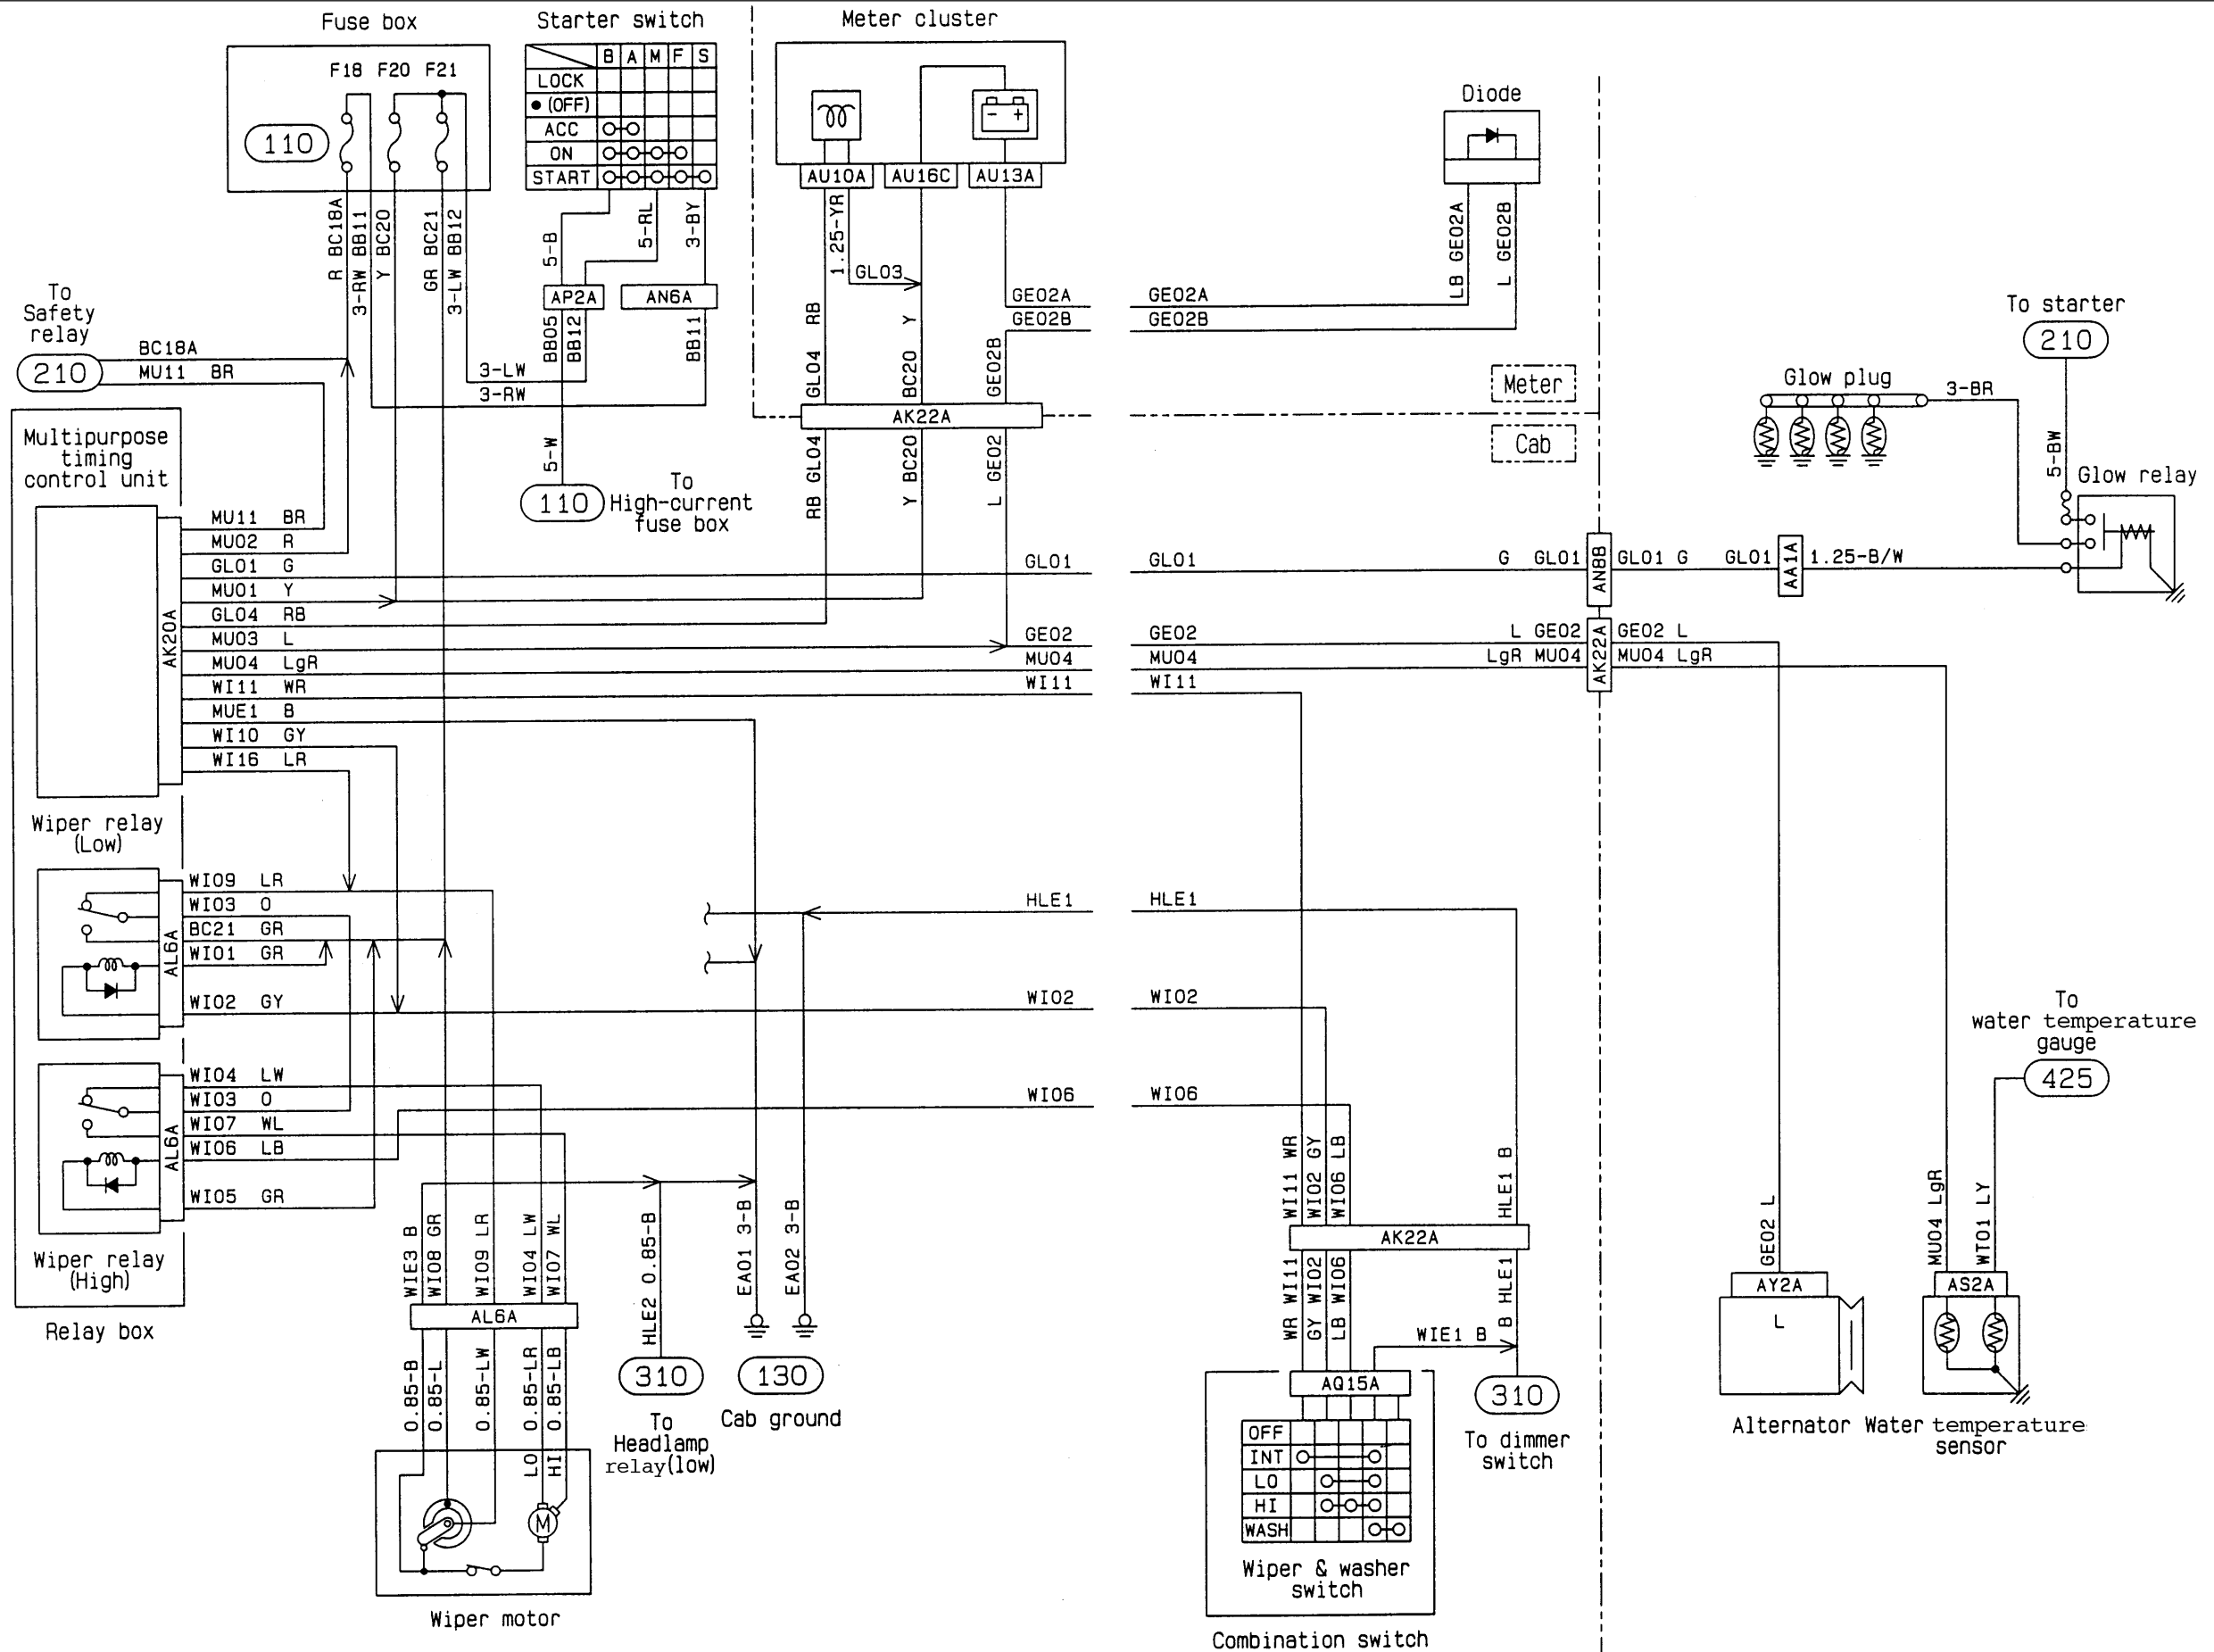 Fuse box
F18 F20 F21
110
R BC18A
3-RW BB11
Y BC20
GR BC21
3-LW BB12
Starter switch
B A M F S
LOCK
● (OFF)
ACC
ON
START
5-B
5-RL
3-BY
AP2A
AN6A
BB05
BB12
BB11
3-LW
3-RW
5-W
110
To
High-current
fuse box
Meter cluster
AU10A
AU16C
AU13A
1.25-YR
GL03
GL04 RB
BC20 Y
GE02B
GE02A
GE02B
AK22A
RB GL04
Y BC20
L GE02
Diode
LB GE02A
L GE02B
GE02A
GE02B
Meter
Cab
To
Safety
relay
210
BC18A
MU11 BR
Multipurpose
timing
control unit
AK20A
MU11 BR
MU02 R
GL01 G
MU01 Y
GL04 RB
MU03 L
MU04 LgR
WI11 WR
MUE1 B
WI10 GY
WI16 LR
GL01
GE02
MU04
WI11
GL01
GE02
MU04
WI11
G GL01
AN8B
GL01 G
GL01
AA1A
1.25-B/W
L GE02
LgR MU04
AK22A
GE02 L
MU04 LgR
To starter
210
Glow plug
3-BR
5-BW
Glow relay
Wiper relay
(Low)
AL6A
WI09 LR
WI03 O
BC21 GR
WI01 GR
WI02 GY
AL6A
WI04 LW
WI03 O
WI07 WL
WI06 LB
WI05 GR
Wiper relay
(High)
Relay box
HLE1
WI02
WI06
HLE1
WI02
WI06
WIE3 B
WI08 GR
WI09 LR
WI04 LW
WI07 WL
AL6A
0.85-B
0.85-L
0.85-LW
0.85-LR
0.85-LB
LO
HI
M
Wiper motor
HLE2 0.85-B
310
To
Headlamp
relay(low)
EA01 3-B
EA02 3-B
130
Cab ground
WI11 WR
WI02 GY
WI06 LB
HLE1 B
AK22A
WR WI11
GY WI02
LB WI06
B HLE1
WIE1 B
AQ15A
OFF
INT
LO
HI
WASH
Wiper & washer
switch
Combination switch
310
To dimmer
switch
GE02 L
AY2A
L
Alternator
To
water temperature
gauge
425
MU04 LgR
WT01 LY
AS2A
Water temperature
sensor